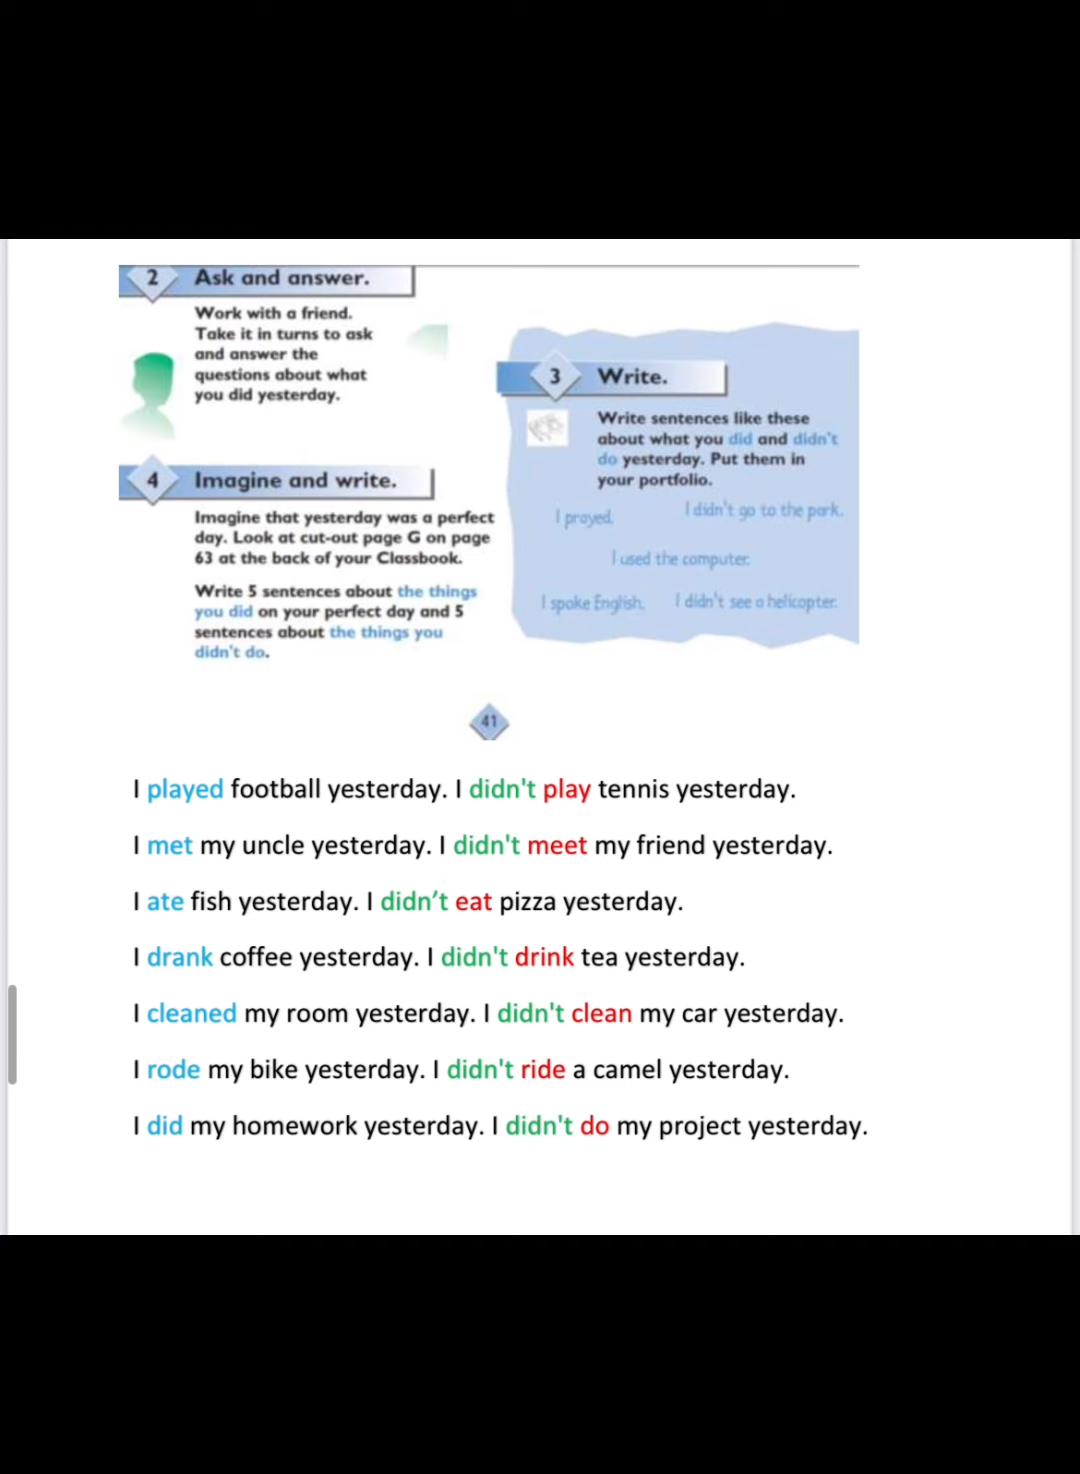 2 Ask and answer.
Work with a friend.
Take it in turns to ask
and answer the
questions about what
you did yesterday.
3 Write.
Write sentences like these
about what you did and didn't
do yesterday. Put them in
your portfolio.
I prayed.
I didn't go to the park.
I used the computer.
I spoke English.
I didn't see a helicopter.
4 Imagine and write.
Imagine that yesterday was a perfect
day. Look at cut-out page G on page
63 at the back of your Classbook.
Write 5 sentences about the things
you did on your perfect day and 5
sentences about the things you
didn't do.
41
I played football yesterday. I didn't play tennis yesterday.
I met my uncle yesterday. I didn't meet my friend yesterday.
I ate fish yesterday. I didn’t eat pizza yesterday.
I drank coffee yesterday. I didn't drink tea yesterday.
I cleaned my room yesterday. I didn't clean my car yesterday.
I rode my bike yesterday. I didn't ride a camel yesterday.
I did my homework yesterday. I didn't do my project yesterday.